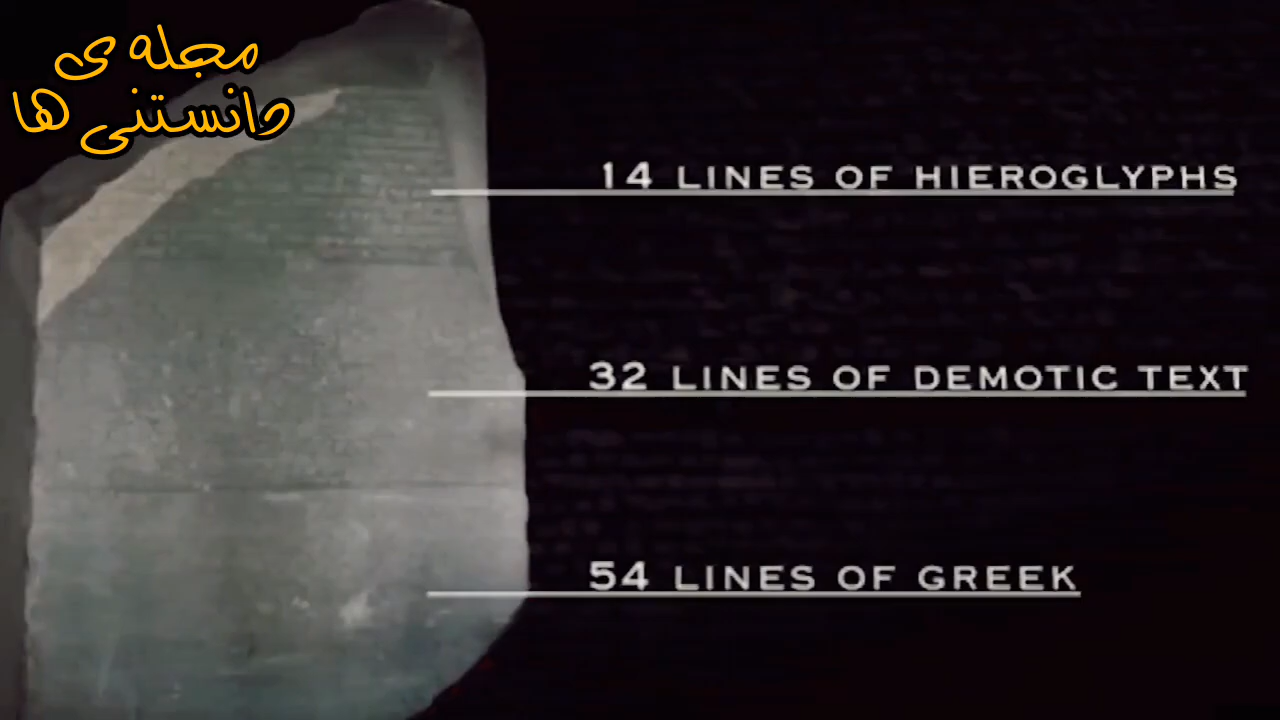 مجله‌ی
دانستنی ها
14 LINES OF HIEROGLYPHS
32 LINES OF DEMOTIC TEXT
54 LINES OF GREEK